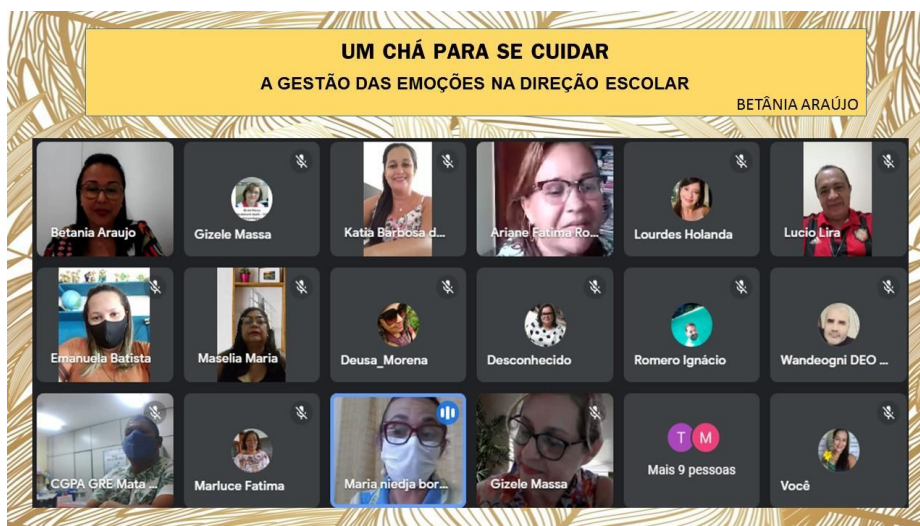 UM CHÁ PARA SE CUIDAR
A GESTÃO DAS EMOÇÕES NA DIREÇÃO ESCOLAR
BETÂNIA ARAÚJO
Betania Araujo
Gizele Massa
Katia Barbosa d...
Ariane Fatima Ro...
Lourdes Holanda
Lucio Lira
Emanuela Batista
Maselia Maria
Deusa_Morena
Desconhecido
Romero Ignácio
Wandeogni DEO ...
CGPA GRE Mata ...
Marluce Fatima
Maria niedja bor...
Gizele Massa
T M
Mais 9 pessoas
Você